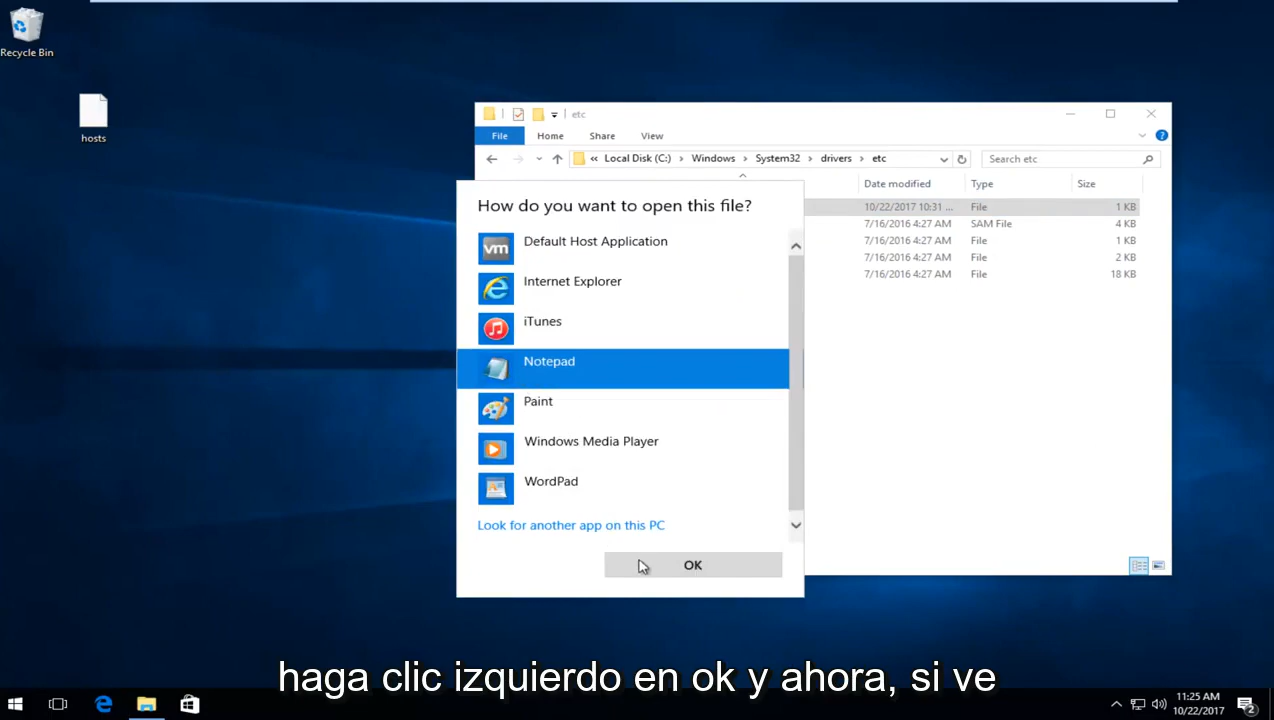 Recycle Bin
hosts
etc
File Home Share View
« Local Disk (C:) > Windows > System32 > drivers > etc
Search etc
Date modified Type Size
10/22/2017 10:31 ... File 1 KB
7/16/2016 4:27 AM SAM File 4 KB
7/16/2016 4:27 AM File 1 KB
7/16/2016 4:27 AM File 2 KB
7/16/2016 4:27 AM File 18 KB
How do you want to open this file?
vm Default Host Application
Internet Explorer
iTunes
Notepad
Paint
Windows Media Player
WordPad
Look for another app on this PC
OK
haga clic izquierdo en ok y ahora, si ve
11:25 AM
10/22/2017
2